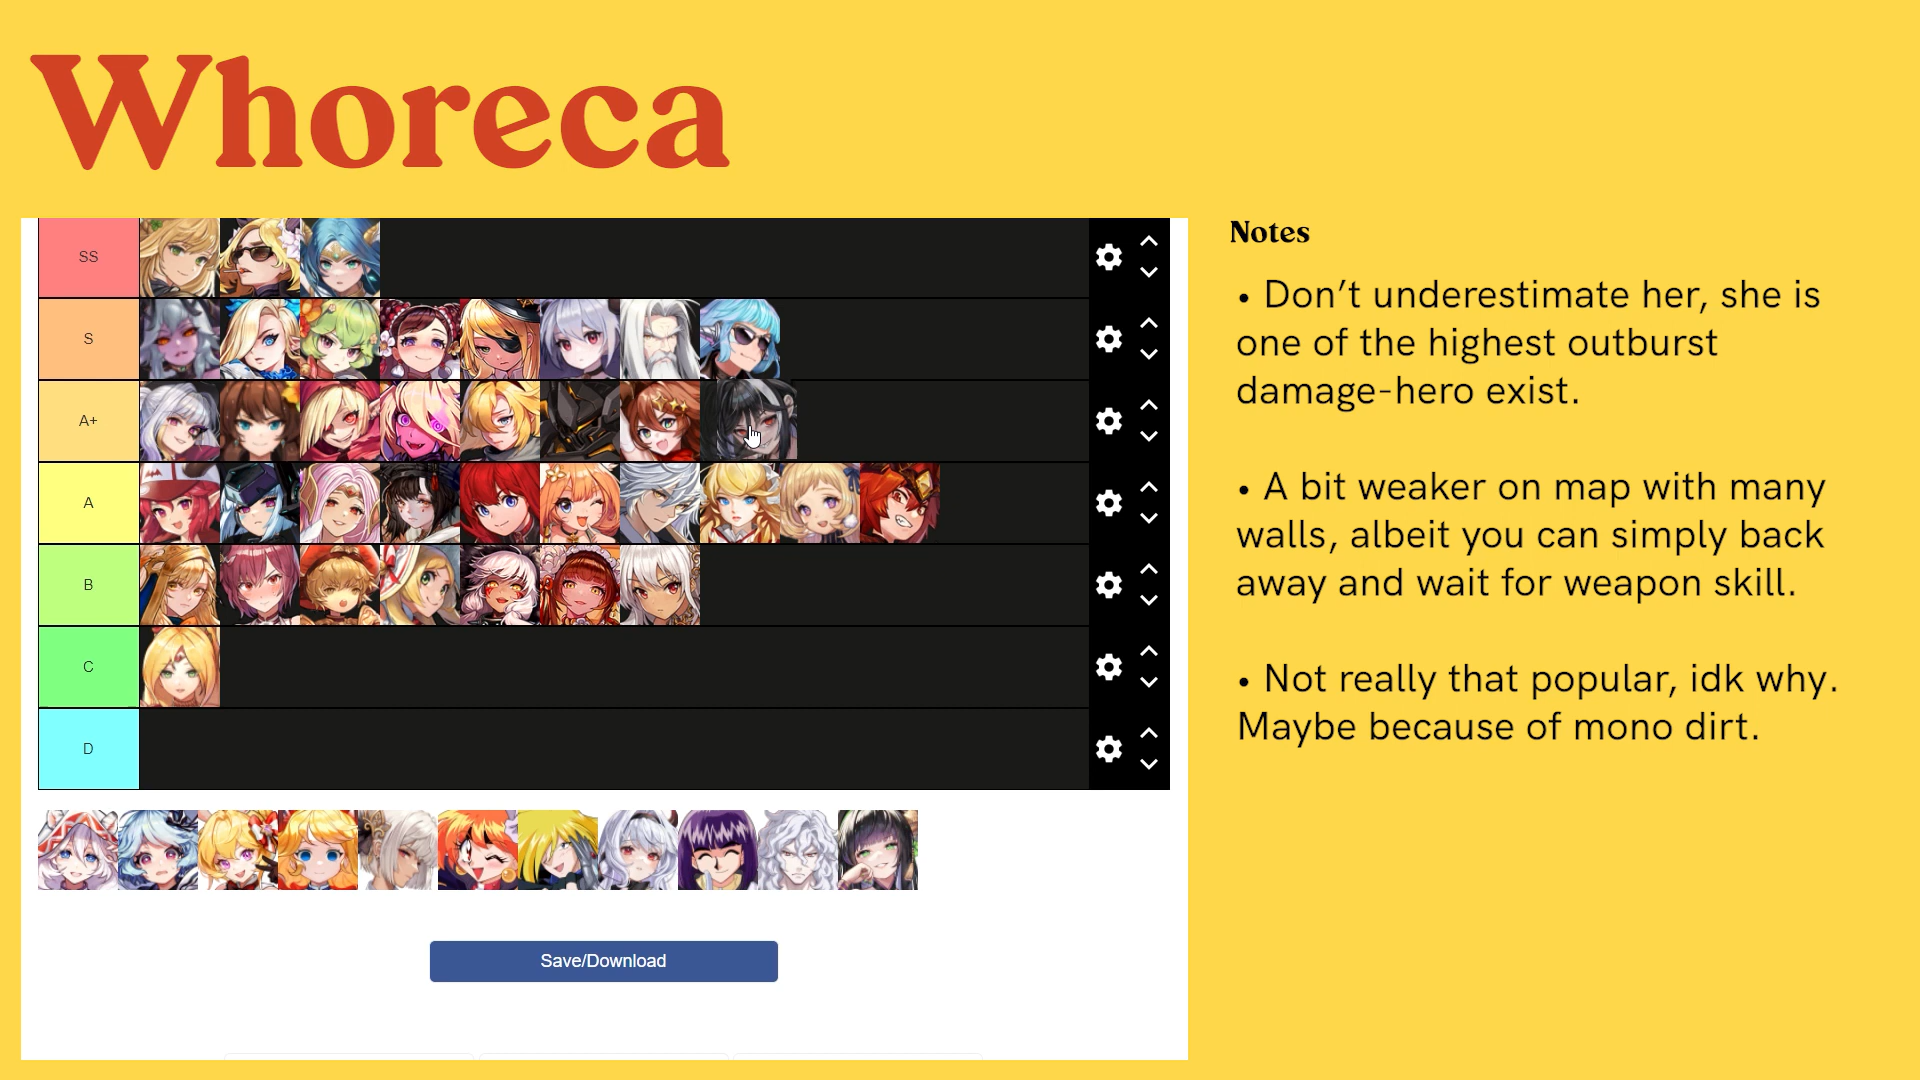 Whoreca
SS
S
A+
A
B
C
D
Save/Download
Notes
• Don’t underestimate her, she is
one of the highest outburst
damage-hero exist.
• A bit weaker on map with many
walls, albeit you can simply back
away and wait for weapon skill.
• Not really that popular, idk why.
Maybe because of mono dirt.